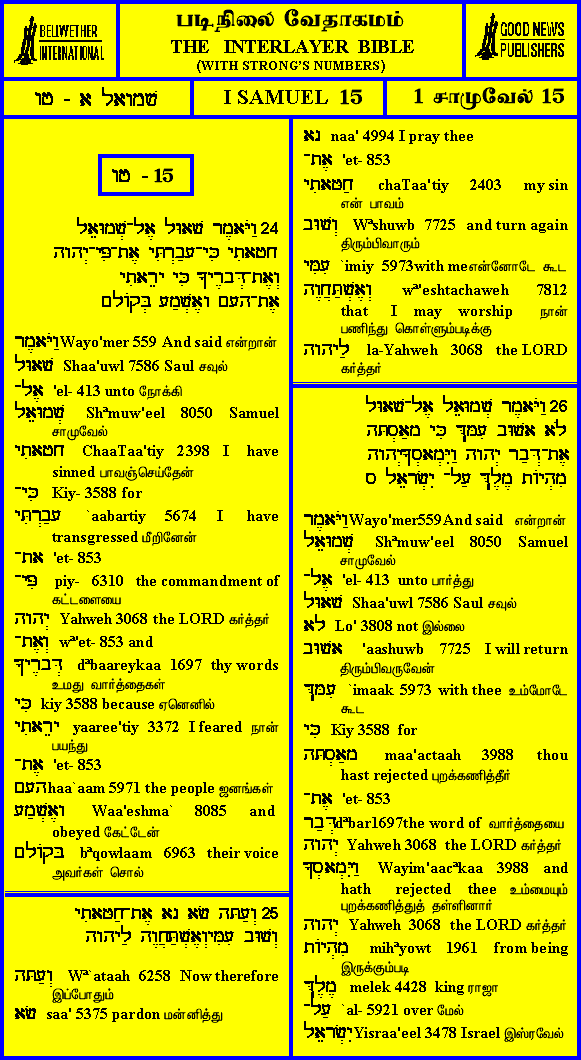 BELLWETHER
INTERNATIONAL
படிநிலை வேதாகமம்
THE INTERLAYER BIBLE
(WITH STRONG'S NUMBERS)
GOOD NEWS
PUBLISHERS
שמואל א - טו
I SAMUEL 15
1 சாமுவேல் 15
טו - 15
24 וַיֹּאמֶר שָׁאוּל אֶל־שְׁמוּאֵל
חָטָאתִי כִּי־עָבַרְתִּי אֶת־פִּי־יְהוָה
וְאֶת־דְּבָרֶיךָ כִּי יָרֵאתִי
אֶת־הָעָם וָאֶשְׁמַע בְּקוֹלָם
וַיֹּאמֶר Wayo'mer 559 And said என்றான்
שָׁאוּל Shaa'uwl 7586 Saul சவுல்
אֶל־ 'el- 413 unto நோக்கி
שְׁמוּאֵל Shªmuw'eel 8050 Samuel
சாமுவேல்
חָטָאתִי ChaaTaa'tiy 2398 I have
sinned பாவஞ்செய்தேன்
כִּי־ Kiy- 3588 for
עָבַרְתִּי `aabartiy 5674 I have
transgressed மீறினேன்
אֶת־ 'et- 853
פִּי־ piy- 6310 the commandment of
கட்டளையை
יְהוָה Yahweh 3068 the LORD கர்த்தர்
וְאֶת־ wª'et- 853 and
דְּבָרֶיךָ dªbaareykaa 1697 thy words
உமது வார்த்தைகள்
כִּי kiy 3588 because ஏனெனில்
יָרֵאתִי yaaree'tiy 3372 I feared நான்
பயந்து
אֶת־ 'et- 853
הָעָם haa`aam 5971 the people ஜனங்கள்
וָאֶשְׁמַע Waa'eshma` 8085 and
obeyed கேட்டேன்
בְּקוֹלָם bªqowlaam 6963 their voice
அவர்கள் சொல்
25 וְעַתָּה שָׂא נָא אֶת־חַטָּאתִי
וְשׁוּב עִמִּי וְאֶשְׁתַּחֲוֶה לַיהוָה
וְעַתָּה Wª`ataah 6258 Now therefore
இப்போதும்
שָׂא saa' 5375 pardon மன்னித்து
נָא naa' 4994 I pray thee
אֶת־ 'et- 853
חַטָּאתִי chaTaa'tiy 2403 my sin
என் பாவம்
וְשׁוּב Wªshuwb 7725 and turn again
திரும்பிவாரும்
עִמִּי `imiy 5973 with me என்னோடே கூட
וְאֶשְׁתַּחֲוֶה wª'eshtachaweh 7812
that I may worship நான்
பணிந்து கொள்ளும்படிக்கு
לַיהוָה la-Yahweh 3068 the LORD
கர்த்தர்
26 וַיֹּאמֶר שְׁמוּאֵל אֶל־שָׁאוּל
לֹא אָשׁוּב עִמָּךְ כִּי מָאַסְתָּה
אֶת־דְּבַר יְהוָה וַיִּמְאָסְךָ יְהוָה
מִהְיוֹת מֶלֶךְ עַל־ יִשְׂרָאֵל ס
וַיֹּאמֶר Wayo'mer 559 And said என்றான்
שְׁמוּאֵל Shªmuw'eel 8050 Samuel
சாமுவேல்
אֶל־ 'el- 413 unto பார்த்து
שָׁאוּל Shaa'uwl 7586 Saul சவுல்
לֹא Lo' 3808 not இல்லை
אָשׁוּב 'aashuwb 7725 I will return
திரும்பிவருவேன்
עִמָּךְ `imaak 5973 with thee உம்மோடே
கூட
כִּי Kiy 3588 for
מָאַסְתָּה maa'actaah 3988 thou
hast rejected புறக்கணித்தீர்
אֶת־ 'et- 853
דְּבַר dªbar 1697 the word of வார்த்தையை
יְהוָה Yahweh 3068 the LORD கர்த்தர்
וַיִּמְאָסְךָ Wayim'aacªkaa 3988 and
hath rejected thee உம்மையும்
புறக்கணித்துத் தள்ளினார்
יְהוָה Yahweh 3068 the LORD கர்த்தர்
מִהְיוֹת mihªyowt 1961 from being
இருக்கும்படி
מֶלֶךְ melek 4428 king ராஜா
עַל־ `al- 5921 over மேல்
יִשְׂרָאֵל Yisraa'eel 3478 Israel இஸ்ரவேல்